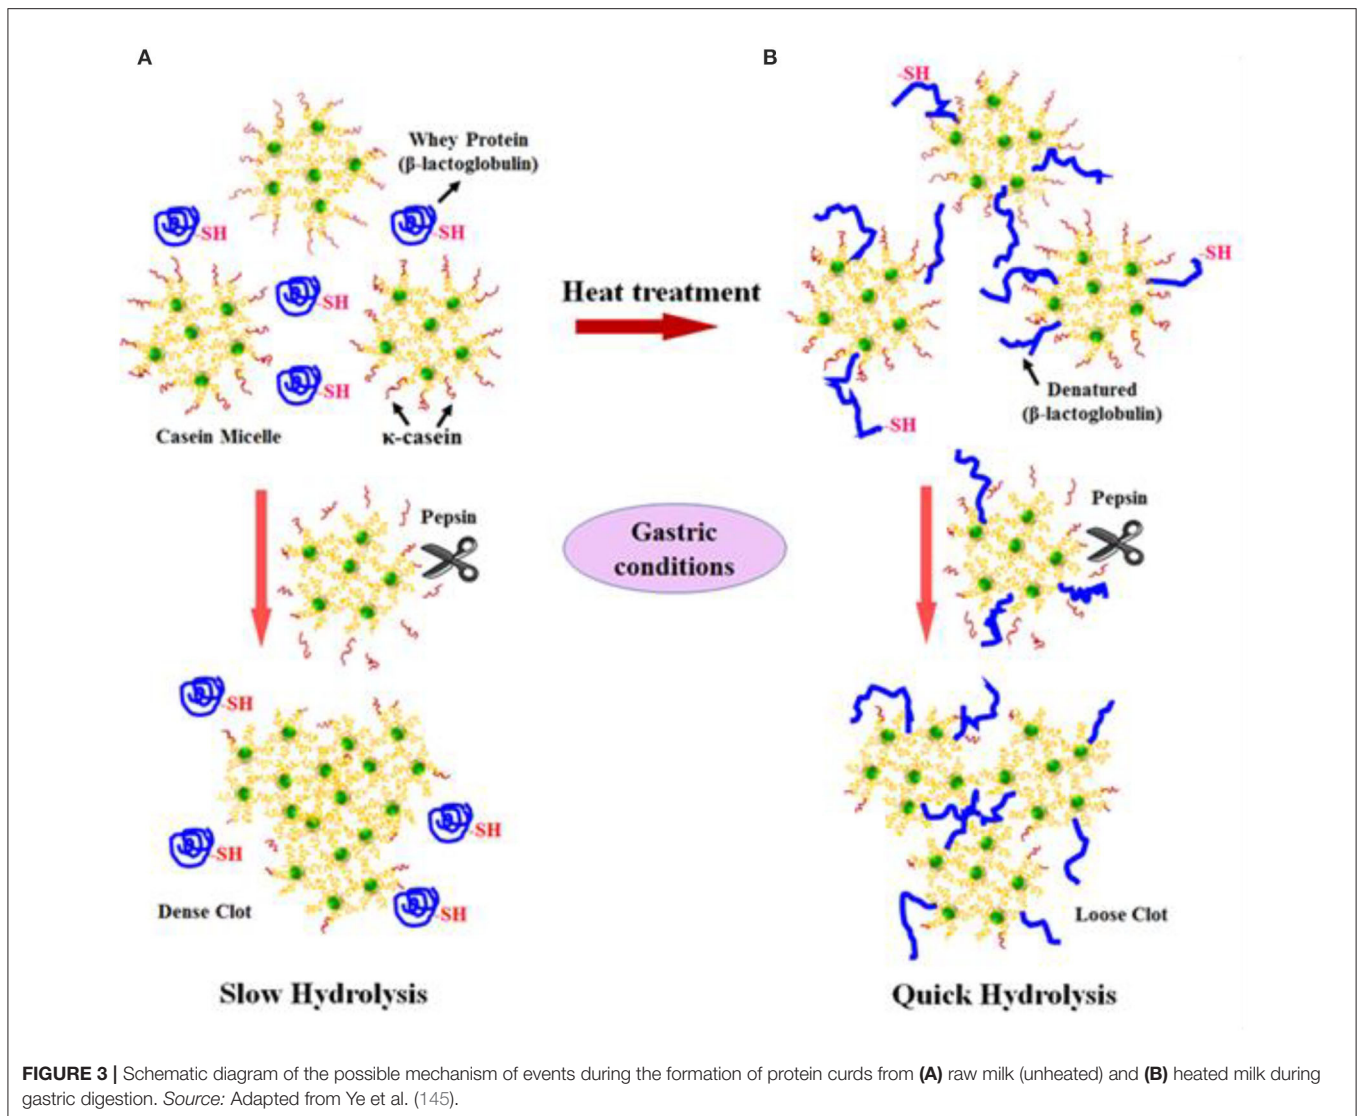 A
B
-SH
Whey Protein
(β-lactoglobulin)
-SH
-SH
-SH
-SH
Heat treatment
-SH
Casein Micelle
κ-casein
Denatured
(β-lactoglobulin)
-SH
Pepsin
Gastric
conditions
Pepsin
-SH
-SH
-SH
-SH
Dense Clot
Loose Clot
Slow Hydrolysis
Quick Hydrolysis
FIGURE 3 | Schematic diagram of the possible mechanism of events during the formation of protein curds from (A) raw milk (unheated) and (B) heated milk during
gastric digestion. Source: Adapted from Ye et al. (145).